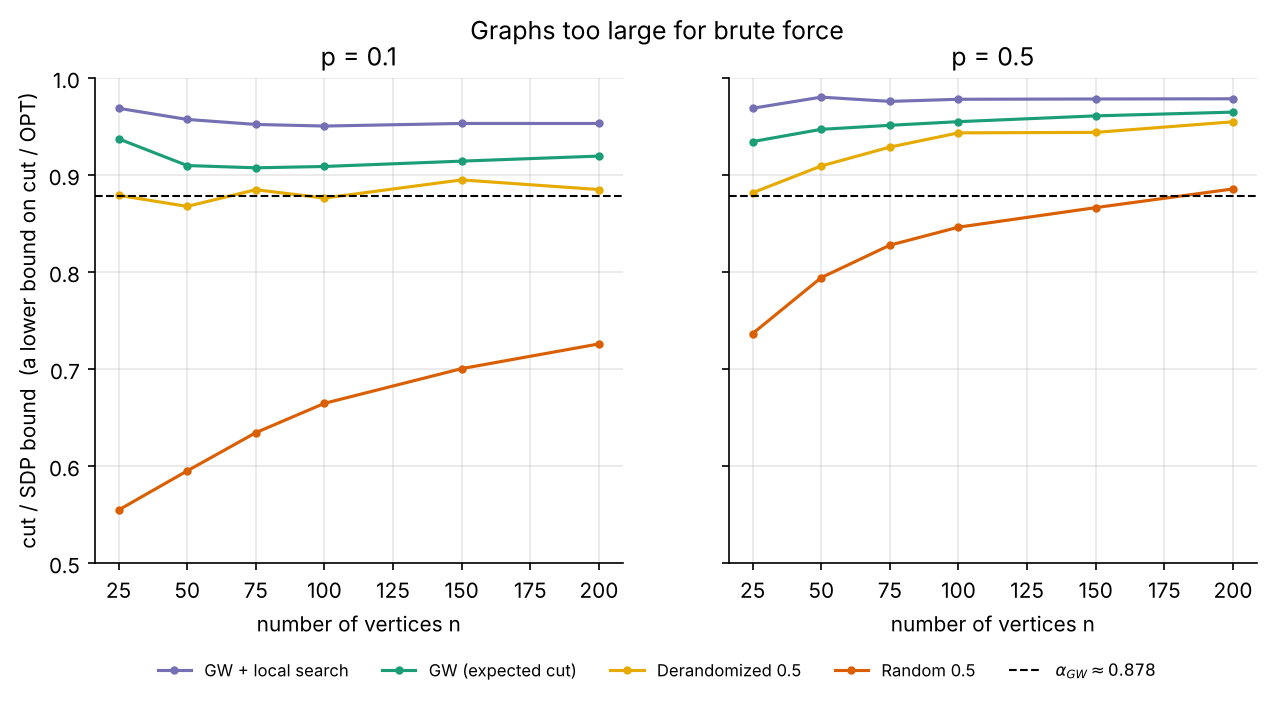 Graphs too large for brute force
p = 0.1
p = 0.5
cut / SDP bound (a lower bound on cut / OPT)
1.0
0.9
0.8
0.7
0.6
0.5
25 50 75 100 125 150 175 200
25 50 75 100 125 150 175 200
number of vertices n
number of vertices n
GW + local search
GW (expected cut)
Derandomized 0.5
Random 0.5
α_GW ≈ 0.878